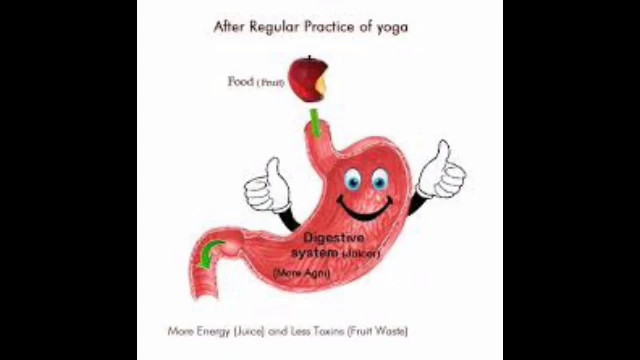 After Regular Practice of yoga
Food (Fruit)
Digestive
system (Juicer)
(More Agni)
More Energy (Juice) and Less Toxins (Fruit Waste)